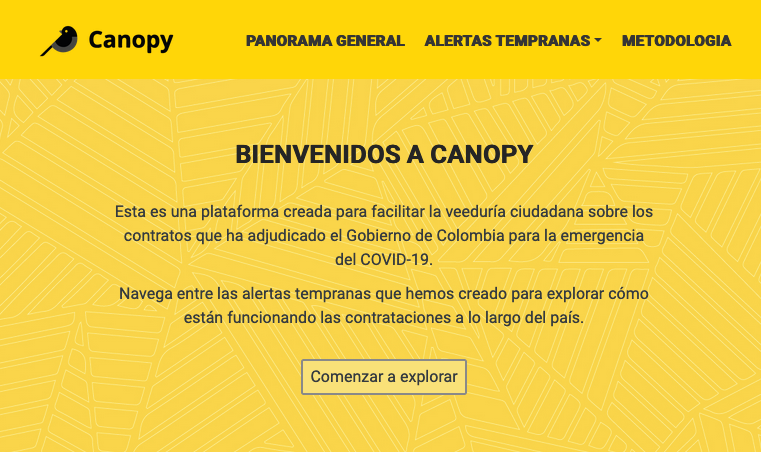 Canopy
PANORAMA GENERAL
ALERTAS TEMPRANAS
METODOLOGIA
BIENVENIDOS A CANOPY
Esta es una plataforma creada para facilitar la veeduría ciudadana sobre los
contratos que ha adjudicado el Gobierno de Colombia para la emergencia
del COVID-19.
Navega entre las alertas tempranas que hemos creado para explorar cómo
están funcionando las contrataciones a lo largo del país.
Comenzar a explorar